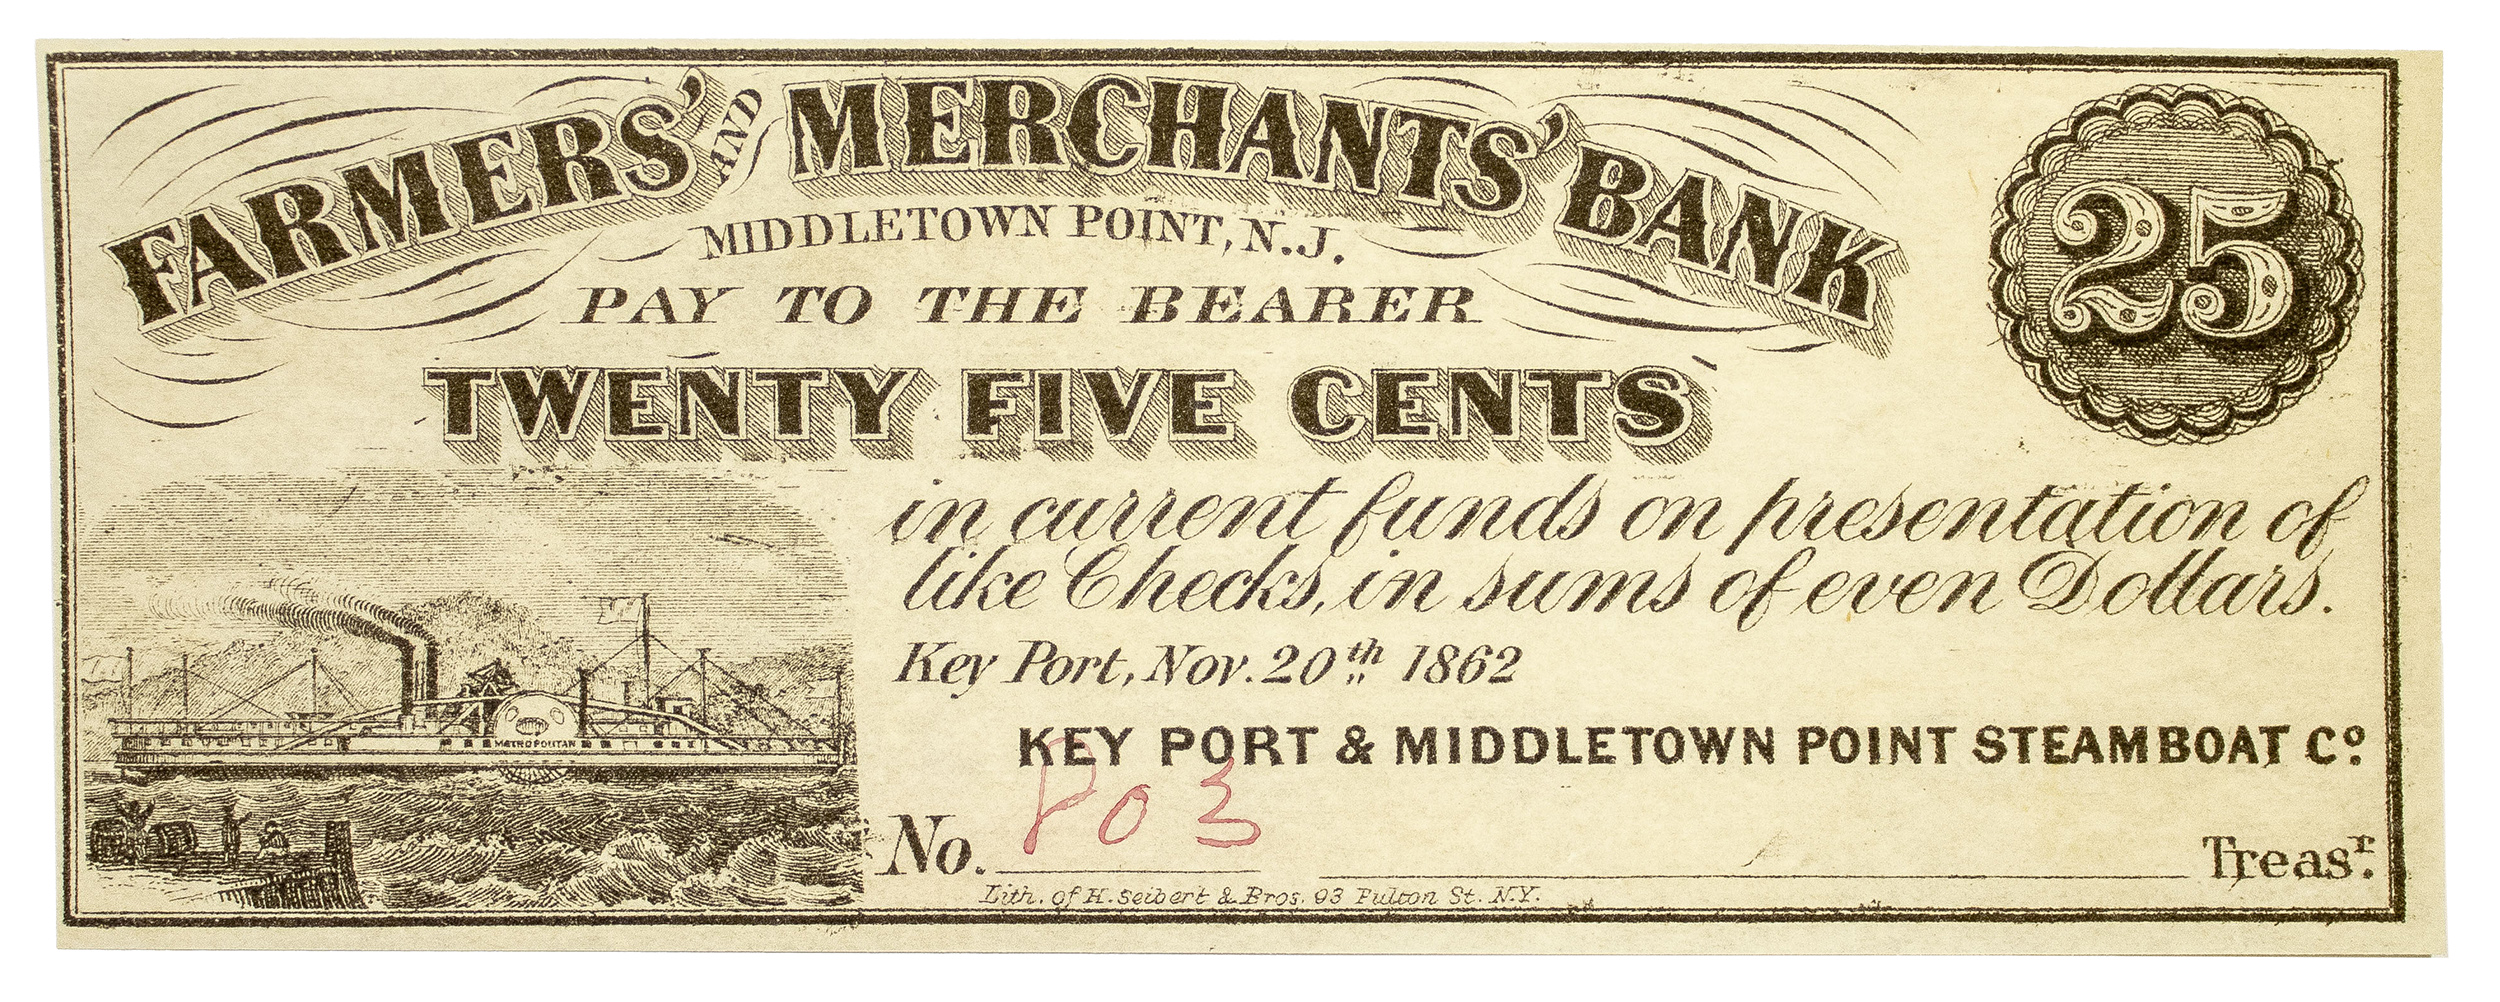 FARMERS' AND MERCHANTS' BANK
25
MIDDLETOWN POINT, N.J.
PAY TO THE BEARER
TWENTY FIVE CENTS
in current funds on presentation of
like Checks, in sums of even Dollars.
Key Port, Nov. 20th 1862
KEY PORT & MIDDLETOWN POINT STEAMBOAT Co.
METROPOLITAN
No. 803
Treasr.
Lith. of H. Seibert & Bros. 93 Fulton St. N.Y.